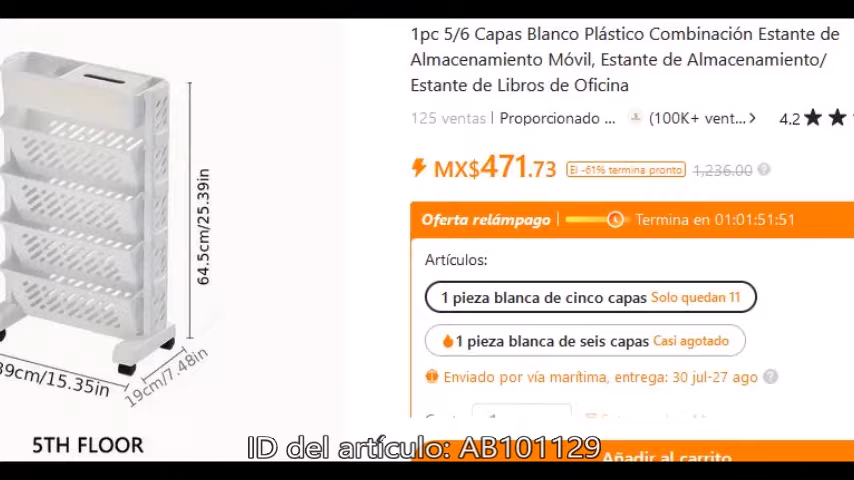 1pc 5/6 Capas Blanco Plástico Combinación Estante de
Almacenamiento Móvil, Estante de Almacenamiento/
Estante de Libros de Oficina
125 ventas | Proporcionado ... (100K+ vent... > 4.2 ★ ★
MX$471.73 El -61% termina pronto 1,236.00
Oferta relámpago | Termina en 01:01:51:51
Artículos:
1 pieza blanca de cinco capas Solo quedan 11
1 pieza blanca de seis capas Casi agotado
Enviado por vía marítima, entrega: 30 jul-27 ago
64.5cm/25.39in
39cm/15.35in
19cm/7.48in
5TH FLOOR
ID del artículo: AB101129
Añadir al carrito